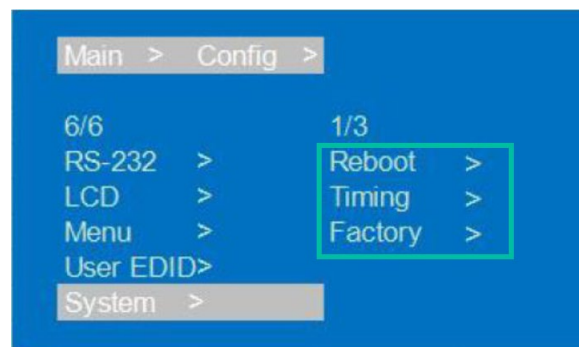 Main > Config >
6/6
RS-232 >
LCD >
Menu >
User EDID>
System >
1/3
Reboot >
Timing >
Factory >